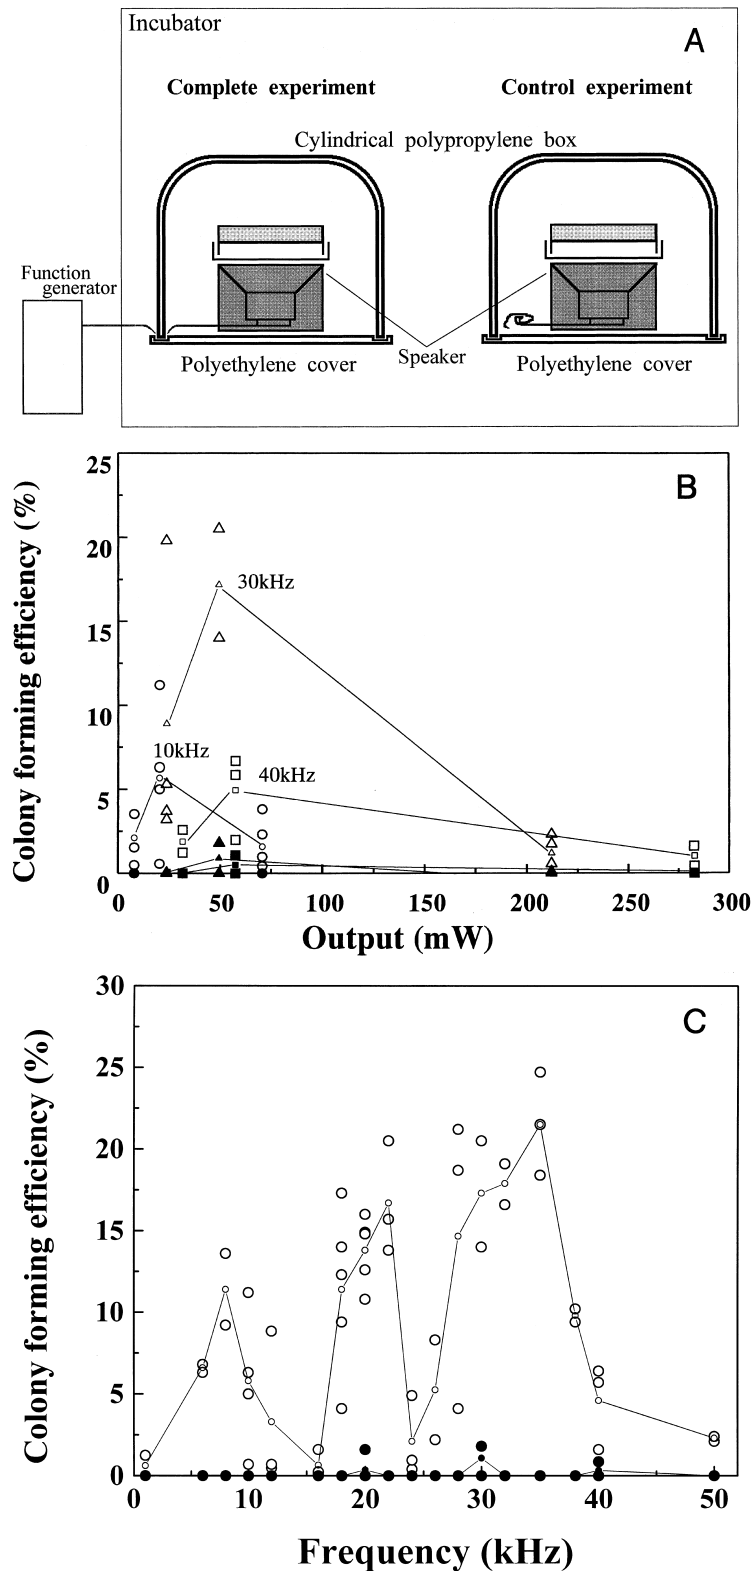 Incubator
A
Complete experiment
Control experiment
Cylindrical polypropylene box
Function
generator
Speaker
Polyethylene cover
Polyethylene cover
B
Colony forming efficiency (%)
25
20
15
10
5
0
30kHz
10kHz
40kHz
0 50 100 150 200 250 300
Output (mW)
C
Colony forming efficiency (%)
30
25
20
15
10
5
0
0 10 20 30 40 50
Frequency (kHz)